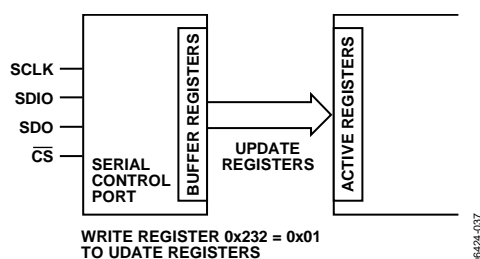 SCLK
SDIO
SDO
CS
SERIAL
CONTROL
PORT
BUFFER REGISTERS
UPDATE
REGISTERS
ACTIVE REGISTERS
WRITE REGISTER 0x232 = 0x01
TO UDATE REGISTERS
6424-037